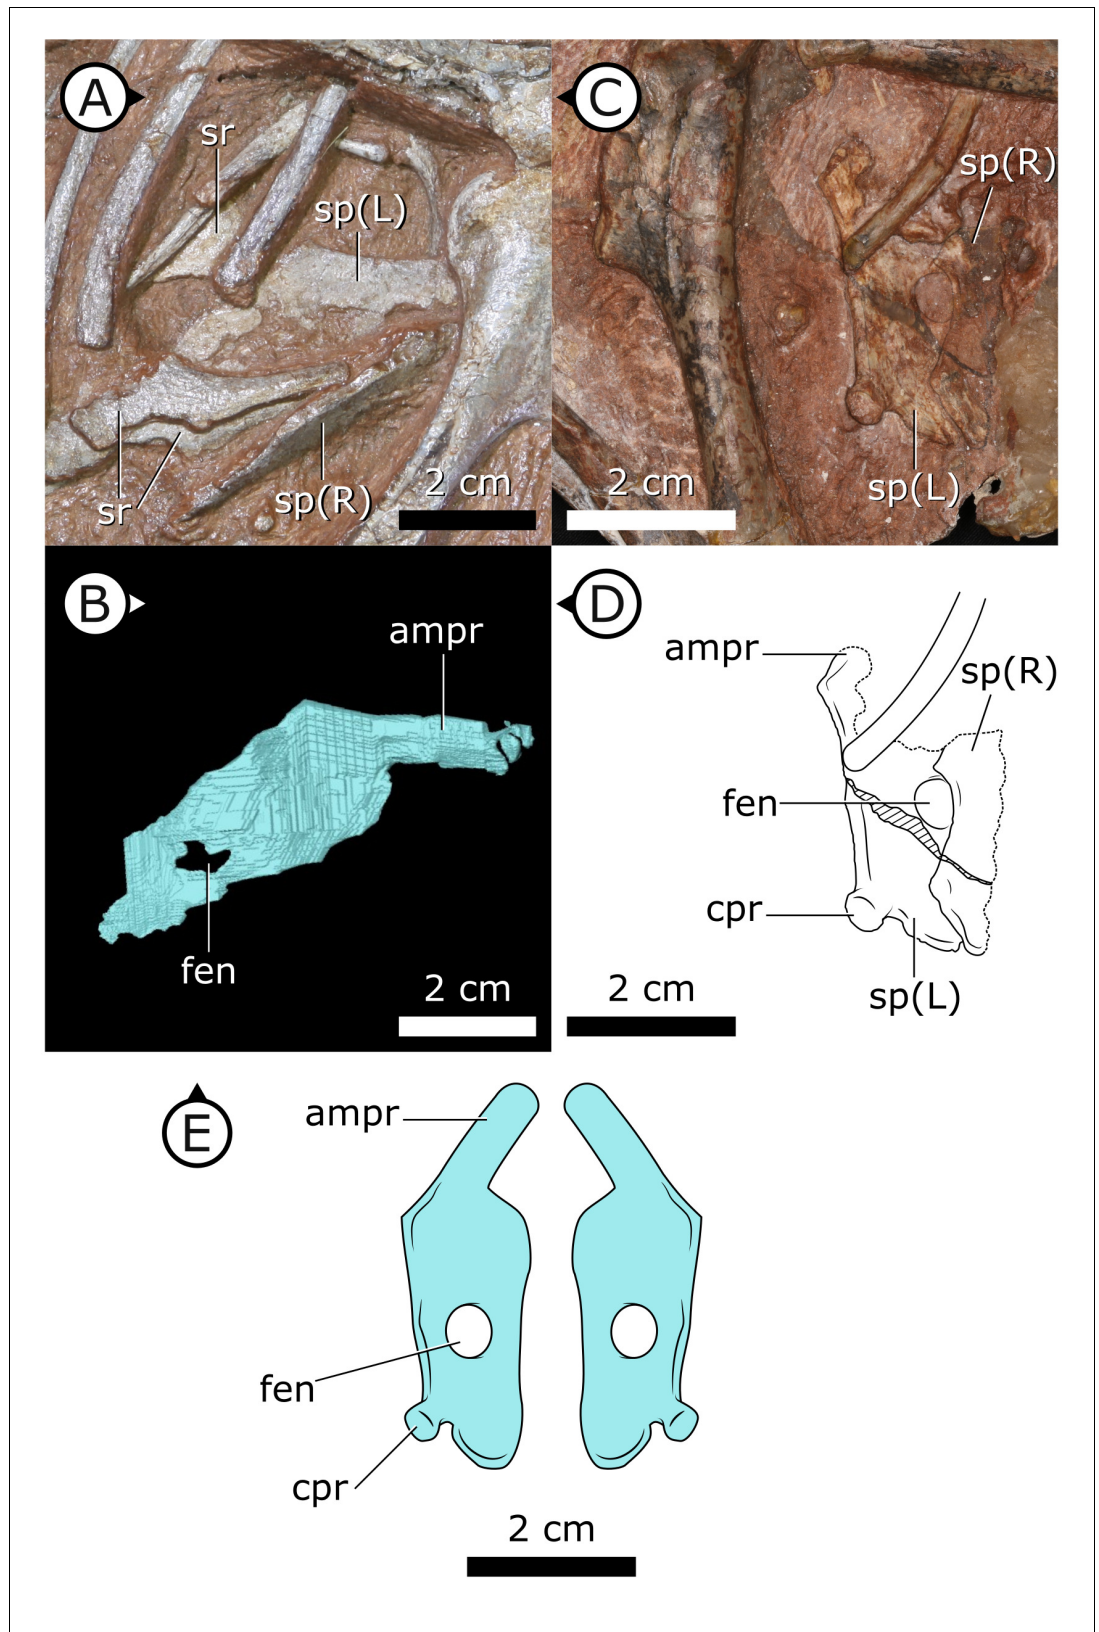 A
sr
sp(L)
sr
sp(R)
2 cm
C
sp(R)
2 cm
sp(L)
B
ampr
fen
2 cm
D
ampr
sp(R)
fen
cpr
sp(L)
2 cm
E
ampr
fen
cpr
2 cm